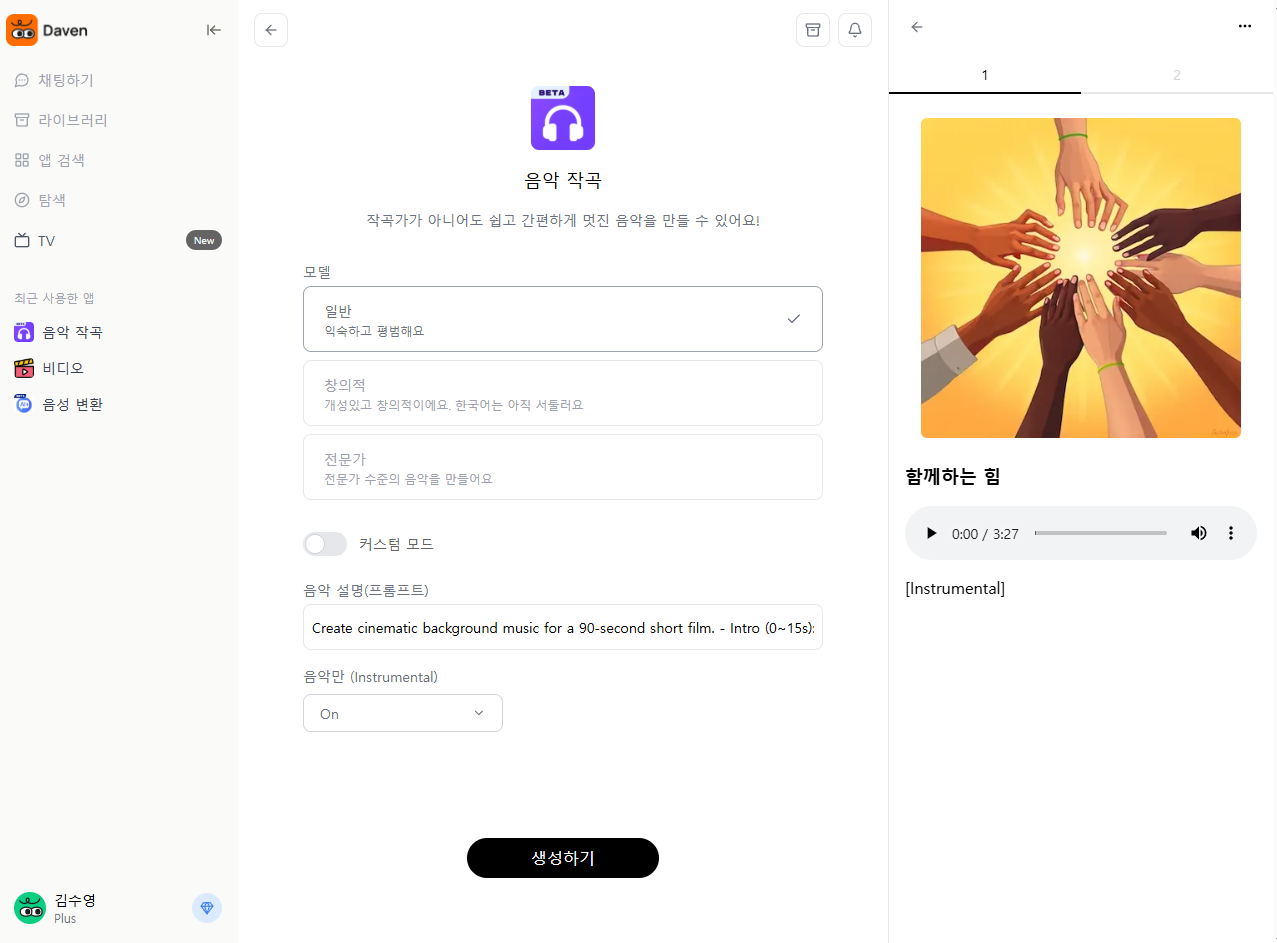 Daven
채팅하기
라이브러리
앱 검색
탐색
TV
New
최근 사용한 앱
음악 작곡
비디오
음성 변환
김수영
Plus
BETA
음악 작곡
작곡가가 아니어도 쉽고 간편하게 멋진 음악을 만들 수 있어요!
모델
일반
익숙하고 평범해요
창의적
개성있고 창의적이에요. 한국어는 아직 서툴러요
전문가
전문가 수준의 음악을 만들어요
커스텀 모드
음악 설명(프롬프트)
Create cinematic background music for a 90-second short film. - Intro (0~15s):
음악만 (Instrumental)
On
생성하기
1
2
함께하는 힘
0:00 / 3:27
[Instrumental]